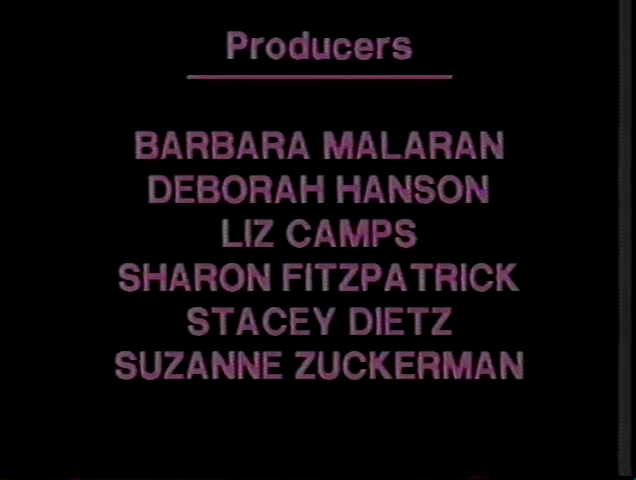 Producers
BARBARA MALARAN
DEBORAH HANSON
LIZ CAMPS
SHARON FITZPATRICK
STACEY DIETZ
SUZANNE ZUCKERMAN